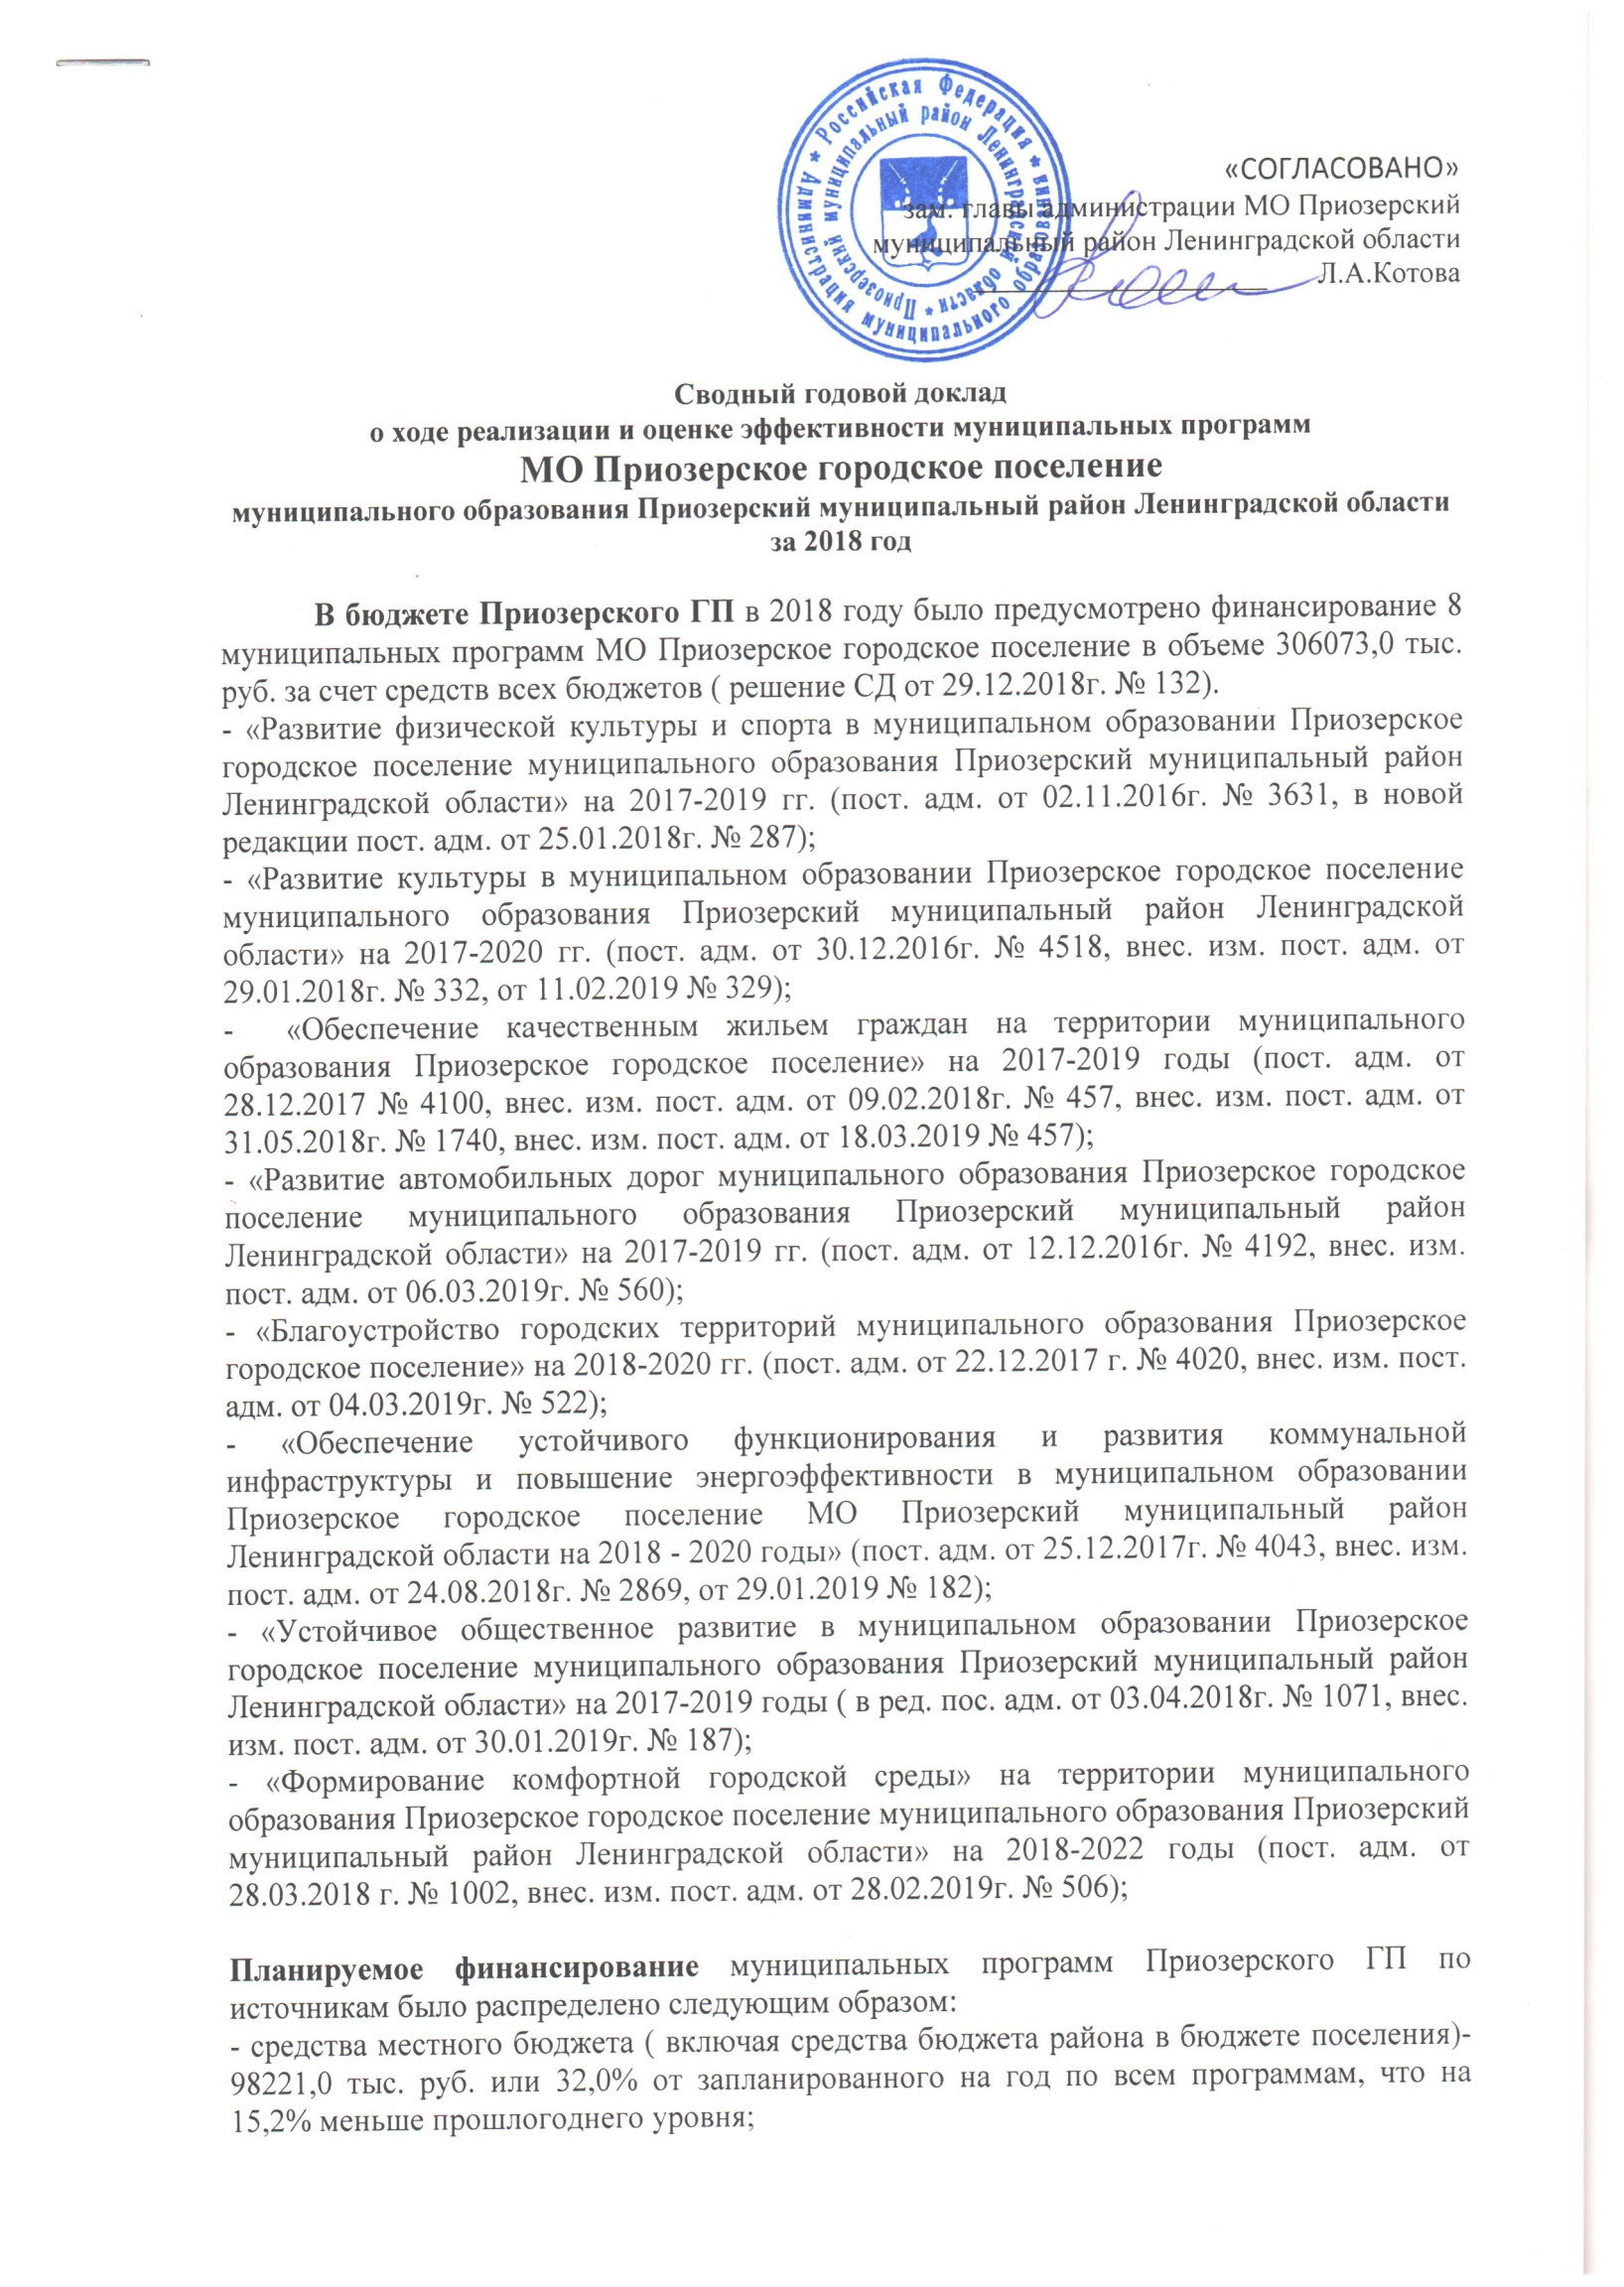 * Российская Федерация *
Администрация муниципального образования
Приозерский муниципальный район Ленинградской области *
«СОГЛАСОВАНО»
зам. главы администрации МО Приозерский
муниципальный район Ленинградской области
Л.А.Котова
Сводный годовой доклад
о ходе реализации и оценке эффективности муниципальных программ
МО Приозерское городское поселение
муниципального образования Приозерский муниципальный район Ленинградской области
за 2018 год
В бюджете Приозерского ГП в 2018 году было предусмотрено финансирование 8
муниципальных программ МО Приозерское городское поселение в объеме 306073,0 тыс.
руб. за счет средств всех бюджетов ( решение СД от 29.12.2018г. № 132).
- «Развитие физической культуры и спорта в муниципальном образовании Приозерское
городское поселение муниципального образования Приозерский муниципальный район
Ленинградской области» на 2017-2019 гг. (пост. адм. от 02.11.2016г. № 3631, в новой
редакции пост. адм. от 25.01.2018г. № 287);
- «Развитие культуры в муниципальном образовании Приозерское городское поселение
муниципального образования Приозерский муниципальный район Ленинградской
области» на 2017-2020 гг. (пост. адм. от 30.12.2016г. № 4518, внес. изм. пост. адм. от
29.01.2018г. № 332, от 11.02.2019 № 329);
- «Обеспечение качественным жильем граждан на территории муниципального
образования Приозерское городское поселение» на 2017-2019 годы (пост. адм. от
28.12.2017 № 4100, внес. изм. пост. адм. от 09.02.2018г. № 457, внес. изм. пост. адм. от
31.05.2018г. № 1740, внес. изм. пост. адм. от 18.03.2019 № 457);
- «Развитие автомобильных дорог муниципального образования Приозерское городское
поселение муниципального образования Приозерский муниципальный район
Ленинградской области» на 2017-2019 гг. (пост. адм. от 12.12.2016г. № 4192, внес. изм.
пост. адм. от 06.03.2019г. № 560);
- «Благоустройство городских территорий муниципального образования Приозерское
городское поселение» на 2018-2020 гг. (пост. адм. от 22.12.2017 г. № 4020, внес. изм. пост.
адм. от 04.03.2019г. № 522);
- «Обеспечение устойчивого функционирования и развития коммунальной
инфраструктуры и повышение энергоэффективности в муниципальном образовании
Приозерское городское поселение МО Приозерский муниципальный район
Ленинградской области на 2018 - 2020 годы» (пост. адм. от 25.12.2017г. № 4043, внес. изм.
пост. адм. от 24.08.2018г. № 2869, от 29.01.2019 № 182);
- «Устойчивое общественное развитие в муниципальном образовании Приозерское
городское поселение муниципального образования Приозерский муниципальный район
Ленинградской области» на 2017-2019 годы ( в ред. пос. адм. от 03.04.2018г. № 1071, внес.
изм. пост. адм. от 30.01.2019г. № 187);
- «Формирование комфортной городской среды» на территории муниципального
образования Приозерское городское поселение муниципального образования Приозерский
муниципальный район Ленинградской области» на 2018-2022 годы (пост. адм. от
28.03.2018 г. № 1002, внес. изм. пост. адм. от 28.02.2019г. № 506);
Планируемое финансирование муниципальных программ Приозерского ГП по
источникам было распределено следующим образом:
- средства местного бюджета ( включая средства бюджета района в бюджете поселения)-
98221,0 тыс. руб. или 32,0% от запланированного на год по всем программам, что на
15,2% меньше прошлогоднего уровня;